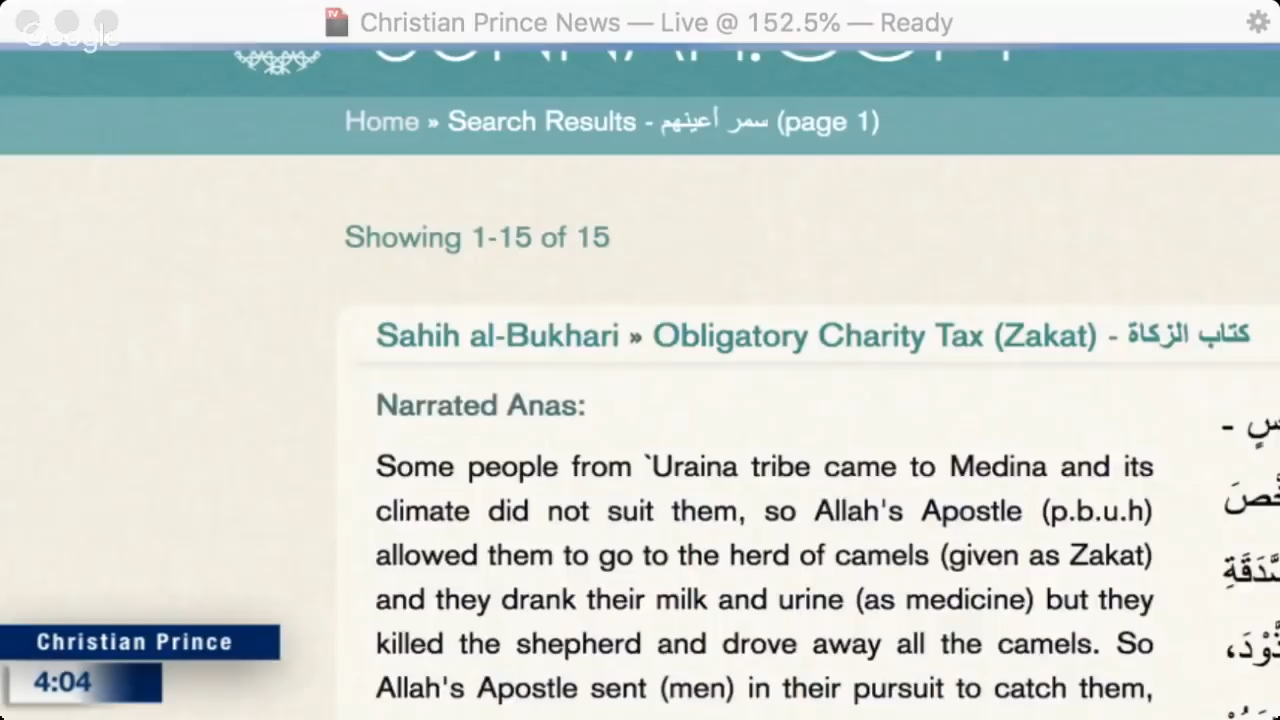 Christian Prince News — Live @ 152.5% — Ready
Google
Home » Search Results - سمر أعينهم (page 1)
Showing 1-15 of 15
Sahih al-Bukhari » Obligatory Charity Tax (Zakat) - كتاب الزكاة
Narrated Anas:
Some people from `Uraina tribe came to Medina and its
climate did not suit them, so Allah's Apostle (p.b.u.h)
allowed them to go to the herd of camels (given as Zakat)
and they drank their milk and urine (as medicine) but they
killed the shepherd and drove away all the camels. So
Allah's Apostle sent (men) in their pursuit to catch them,
Christian Prince
4:04